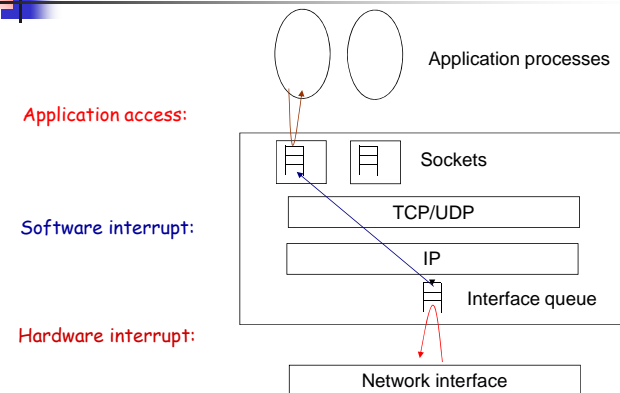 Application processes
Application access:
Sockets
TCP/UDP
Software interrupt:
IP
Interface queue
Hardware interrupt:
Network interface